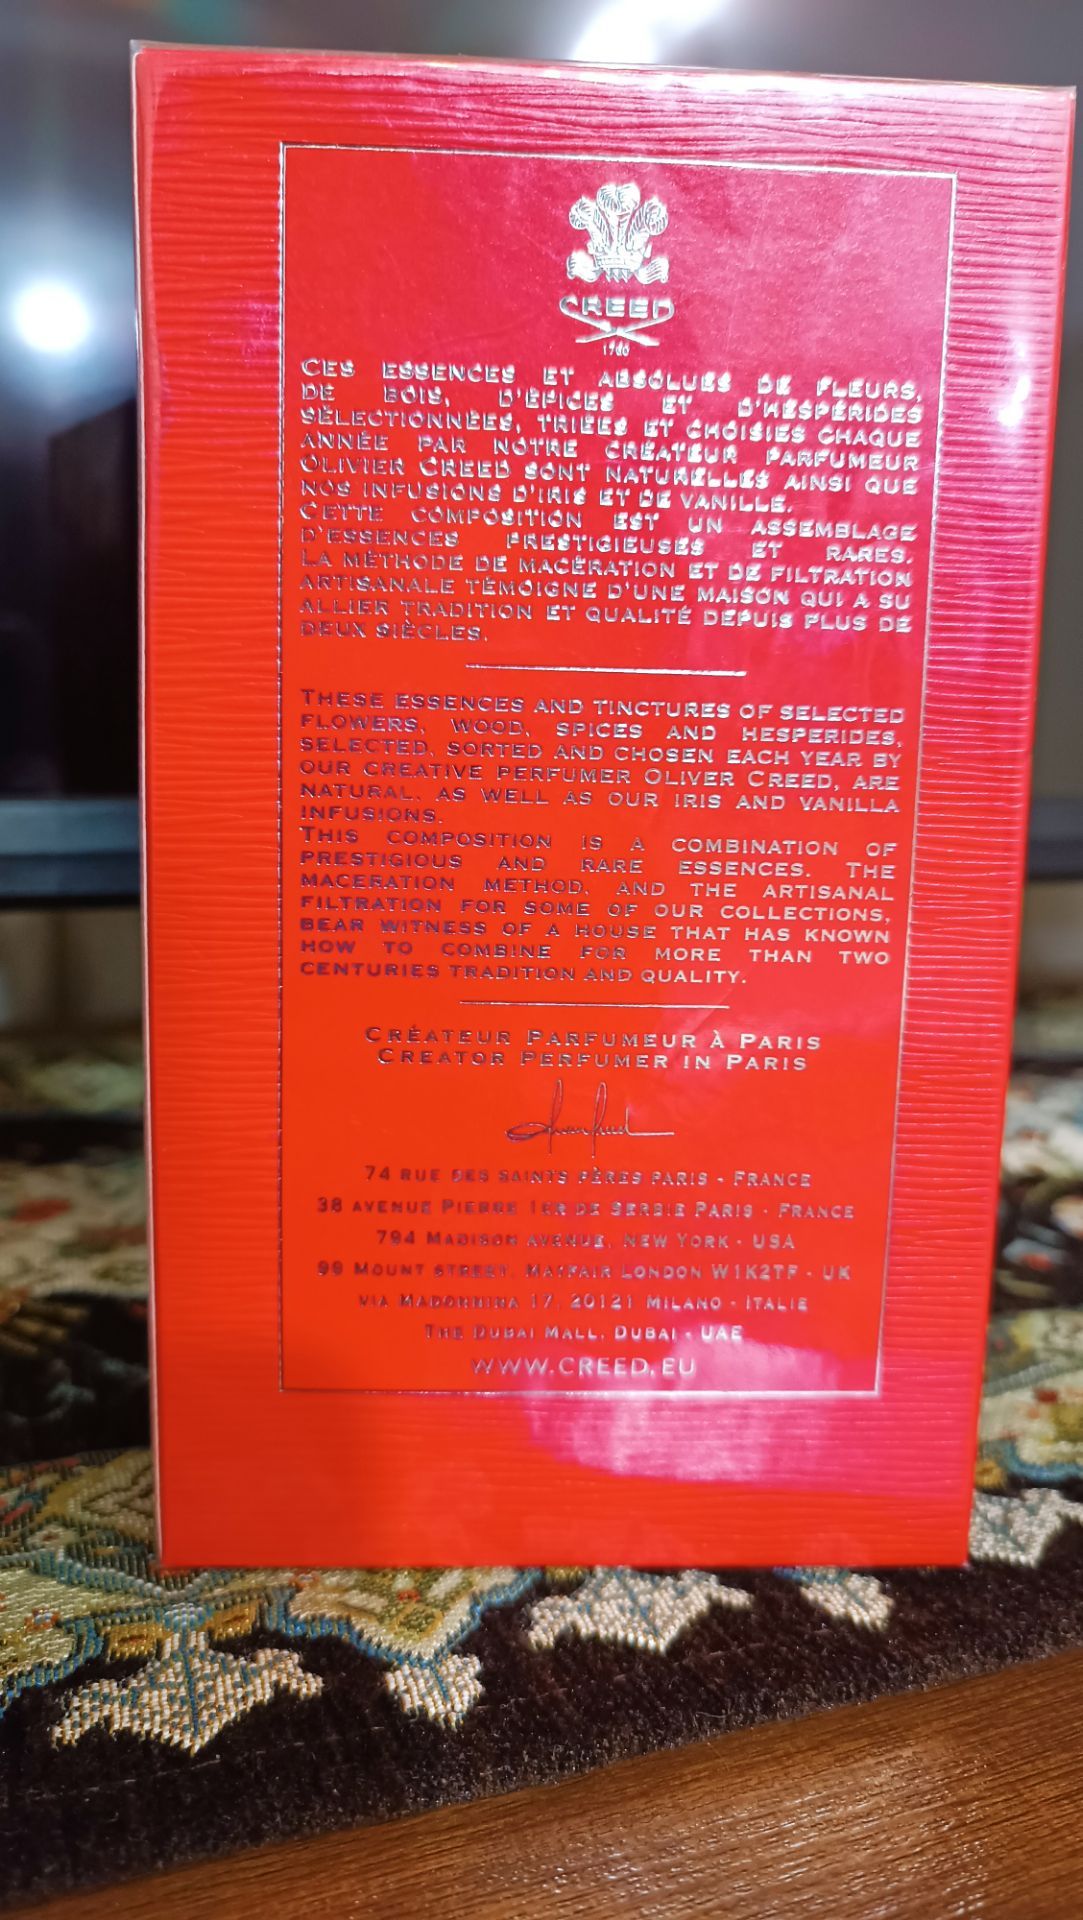 CREED
1760
CES ESSENCES ET ABSOLUES DE FLEURS,
DE BOIS, D'ÉPICES ET D'HESPÉRIDES
SÉLECTIONNÉES, TRIÉES ET CHOISIES CHAQUE
ANNÉE PAR NOTRE CRÉATEUR PARFUMEUR
OLIVIER CREED SONT NATURELLES AINSI QUE
NOS INFUSIONS D'IRIS ET DE VANILLE.
CETTE COMPOSITION EST UN ASSEMBLAGE
D'ESSENCES PRESTIGIEUSES ET RARES.
LA MÉTHODE DE MACÉRATION ET DE FILTRATION
ARTISANALE TÉMOIGNE D'UNE MAISON QUI A SU
ALLIER TRADITION ET QUALITÉ DEPUIS PLUS DE
DEUX SIÈCLES.
THESE ESSENCES AND TINCTURES OF SELECTED
FLOWERS, WOOD, SPICES AND HESPERIDES,
SELECTED, SORTED AND CHOSEN EACH YEAR BY
OUR CREATIVE PERFUMER OLIVER CREED, ARE
NATURAL, AS WELL AS OUR IRIS AND VANILLA
INFUSIONS.
THIS COMPOSITION IS A COMBINATION OF
PRESTIGIOUS AND RARE ESSENCES. THE
MACERATION METHOD, AND THE ARTISANAL
FILTRATION FOR SOME OF OUR COLLECTIONS,
BEAR WITNESS OF A HOUSE THAT HAS KNOWN
HOW TO COMBINE FOR MORE THAN TWO
CENTURIES TRADITION AND QUALITY.
CRÉATEUR PARFUMEUR À PARIS
CREATOR PERFUMER IN PARIS
74 RUE DES SAINTS PÈRES PARIS - FRANCE
38 AVENUE PIERRE 1ER DE SERBIE PARIS - FRANCE
794 MADISON AVENUE, NEW YORK - USA
99 MOUNT STREET, MAYFAIR LONDON W1K2TF - UK
VIA MADONNINA 17, 20121 MILANO - ITALIE
THE DUBAI MALL, DUBAI - UAE
WWW.CREED.EU